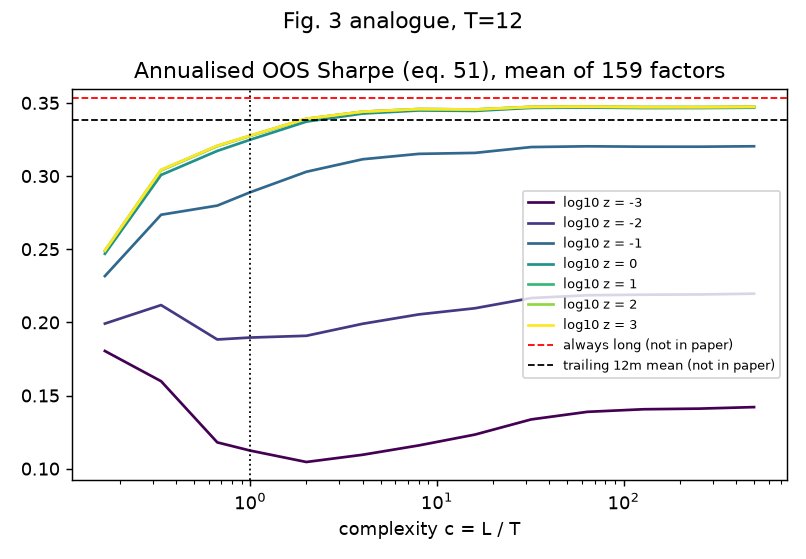 Fig. 3 analogue, T=12
Annualised OOS Sharpe (eq. 51), mean of 159 factors
0.35
0.30
0.25
0.20
0.15
0.10
log10 z = -3
log10 z = -2
log10 z = -1
log10 z = 0
log10 z = 1
log10 z = 2
log10 z = 3
always long (not in paper)
trailing 12m mean (not in paper)
10⁰ 10¹ 10²
complexity c = L / T